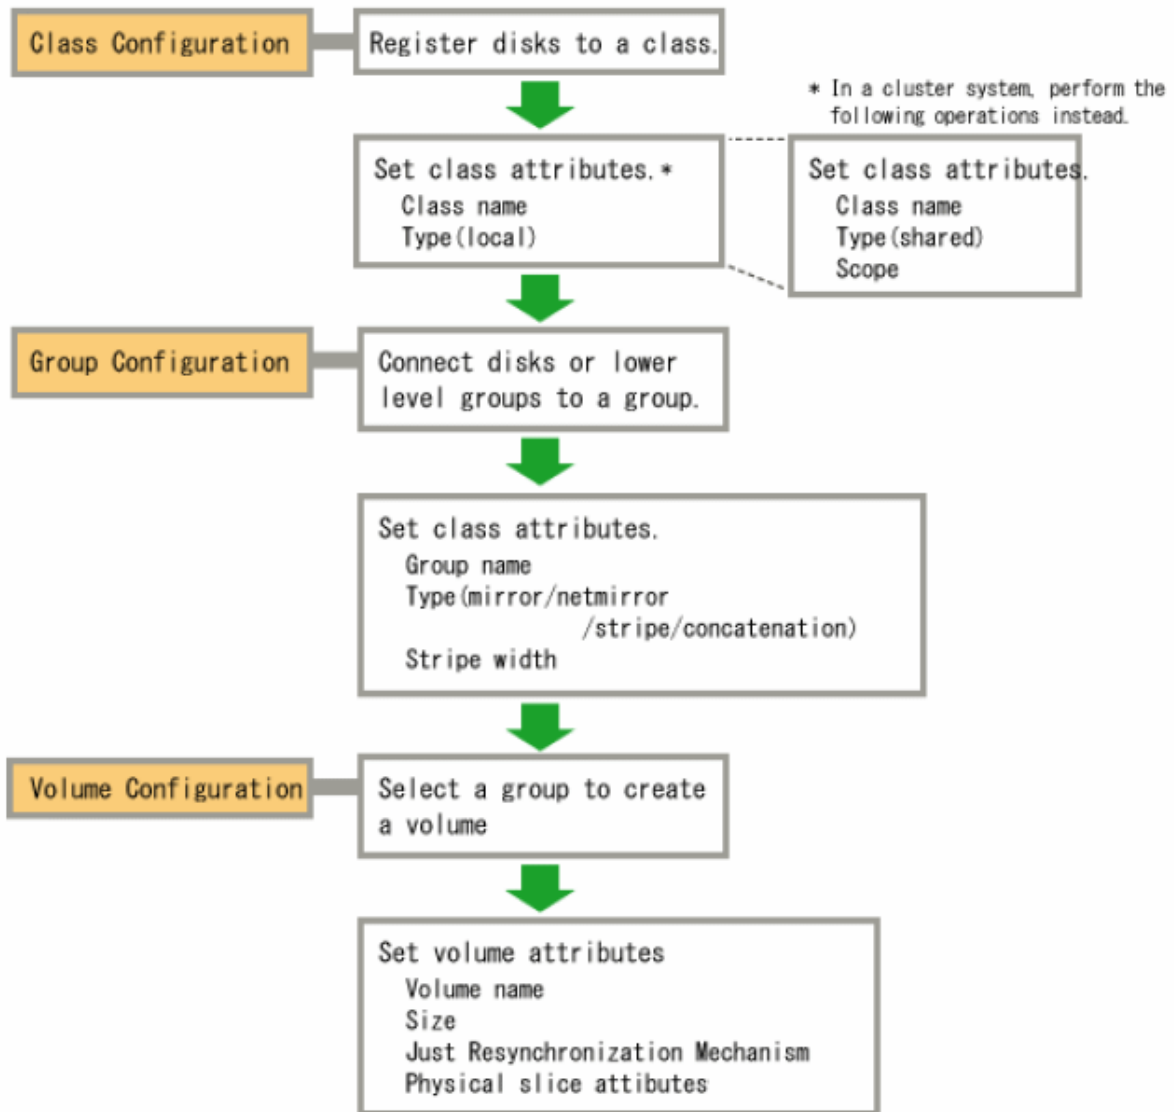 Class Configuration
Register disks to a class.
* In a cluster system, perform the
following operations instead.
Set class attributes.*
Class name
Type(local)
Set class attributes.
Class name
Type(shared)
Scope
Group Configuration
Connect disks or lower
level groups to a group.
Set class attributes.
Group name
Type(mirror/netmirror
/stripe/concatenation)
Stripe width
Volume Configuration
Select a group to create
a volume
Set volume attributes
Volume name
Size
Just Resynchronization Mechanism
Physical slice attibutes